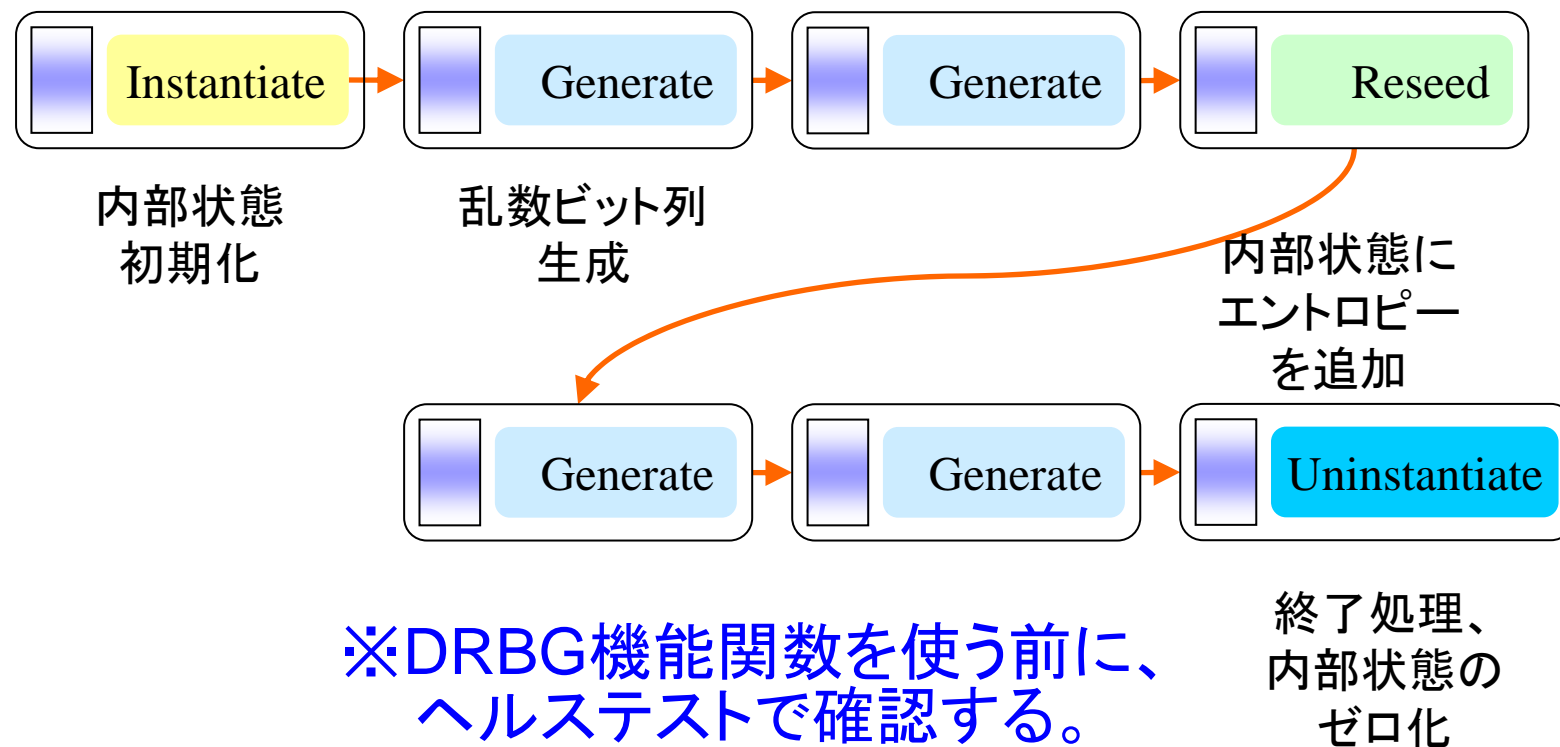 Instantiate
Generate
Generate
Reseed
内部状態
初期化
乱数ビット列
生成
内部状態に
エントロピー
を追加
Generate
Generate
Uninstantiate
※DRBG機能関数を使う前に、
ヘルステストで確認する。
終了処理、
内部状態の
ゼロ化